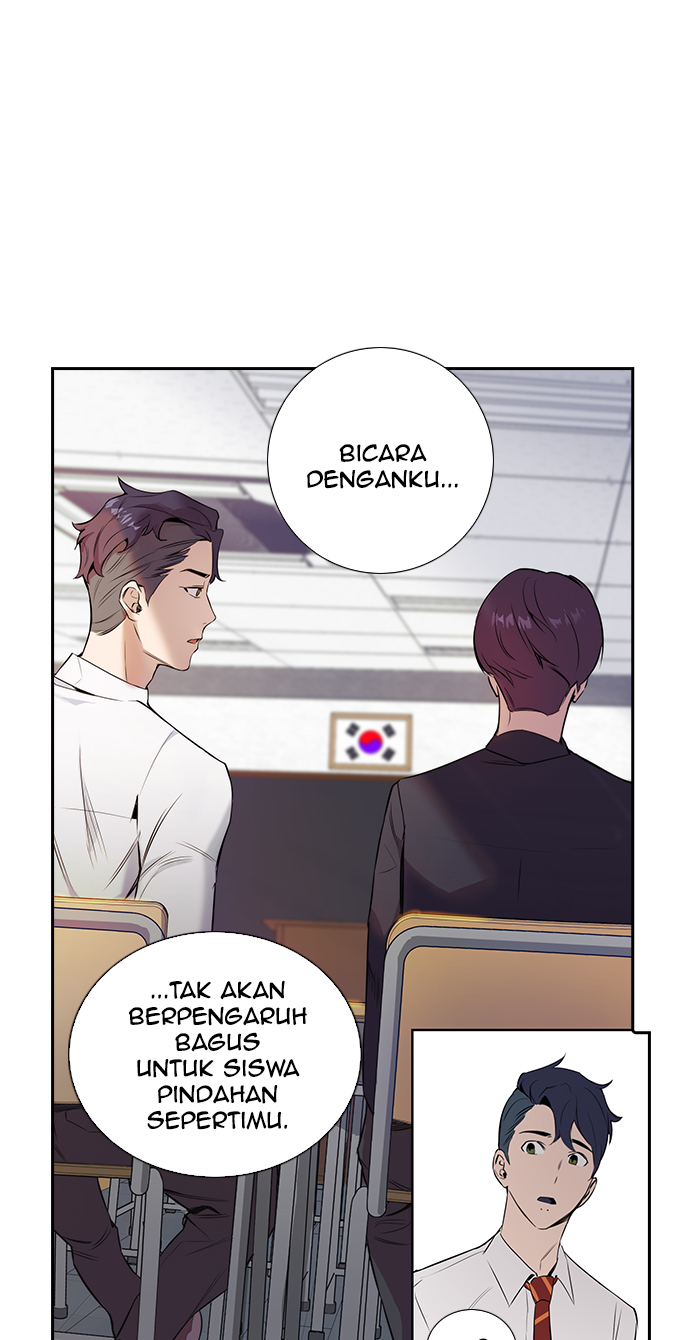 BICARA
DENGANKU...
...TAK AKAN
BERPENGARUH
BAGUS
UNTUK SISWA
PINDAHAN
SEPERTIMU.